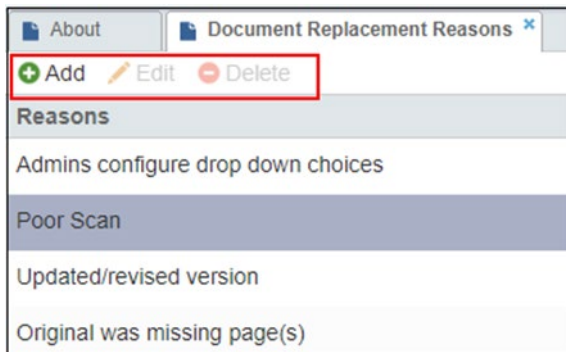 About Document Replacement Reasons ×
Add Edit Delete
Reasons
Admins configure drop down choices
Poor Scan
Updated/revised version
Original was missing page(s)